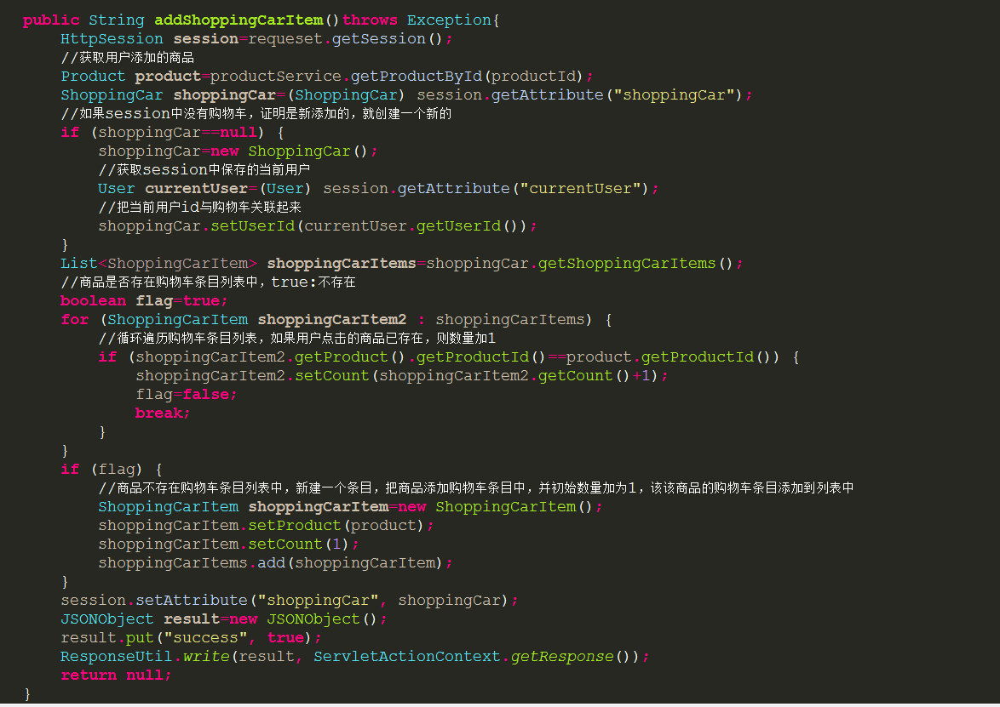 public String addShoppingCarItem()throws Exception{
    HttpSession session=requeset.getSession();
    //获取用户添加的商品
    Product product=productService.getProductById(productId);
    ShoppingCar shoppingCar=(ShoppingCar) session.getAttribute("shoppingCar");
    //如果session中没有购物车，证明是新添加的，就创建一个新的
    if (shoppingCar==null) {
        shoppingCar=new ShoppingCar();
        //获取session中保存的当前用户
        User currentUser=(User) session.getAttribute("currentUser");
        //把当前用户id与购物车关联起来
        shoppingCar.setUserId(currentUser.getUserId());
    }
    List<ShoppingCarItem> shoppingCarItems=shoppingCar.getShoppingCarItems();
    //商品是否存在购物车条目列表中，true:不存在
    boolean flag=true;
    for (ShoppingCarItem shoppingCarItem2 : shoppingCarItems) {
        //循环遍历购物车条目列表，如果用户点击的商品已存在，则数量加1
        if (shoppingCarItem2.getProduct().getProductId()==product.getProductId()) {
            shoppingCarItem2.setCount(shoppingCarItem2.getCount()+1);
            flag=false;
            break;
        }
    }
    if (flag) {
        //商品不存在购物车条目列表中，新建一个条目，把商品添加购物车条目中，并初始数量加为1，该该商品的购物车条目添加到列表中
        ShoppingCarItem shoppingCarItem=new ShoppingCarItem();
        shoppingCarItem.setProduct(product);
        shoppingCarItem.setCount(1);
        shoppingCarItems.add(shoppingCarItem);
    }
    session.setAttribute("shoppingCar", shoppingCar);
    JSONObject result=new JSONObject();
    result.put("success", true);
    ResponseUtil.write(result, ServletActionContext.getResponse());
    return null;
}